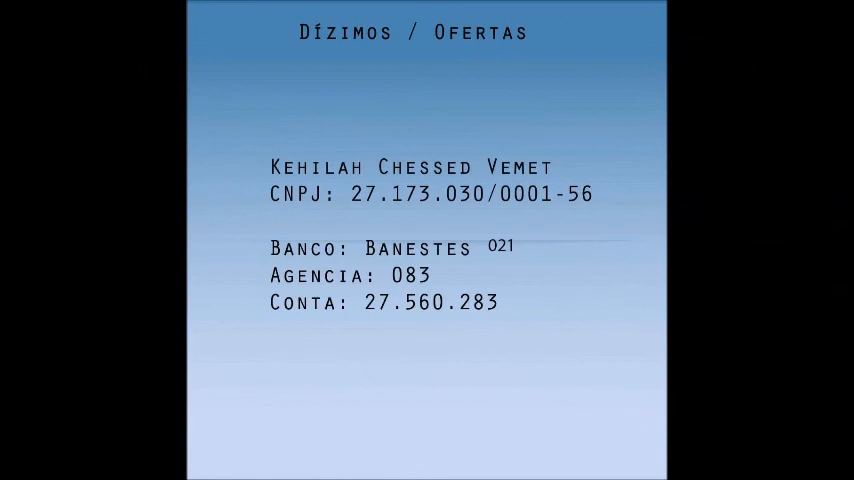 Dízimos / Ofertas
Kehilah Chessed Vemet
CNPJ: 27.173.030/0001-56
Banco: Banestes 021
Agencia: 083
Conta: 27.560.283